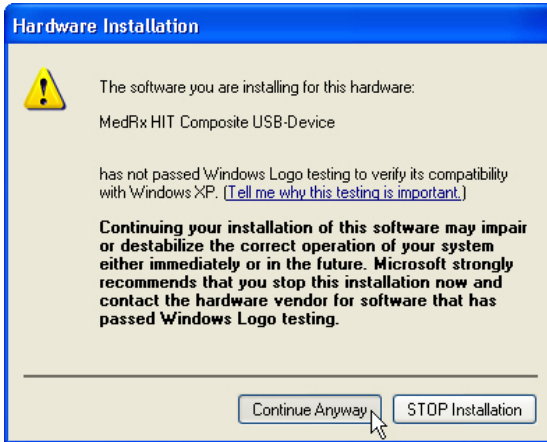 Hardware Installation
The software you are installing for this hardware:
MedRx HIT Composite USB-Device
has not passed Windows Logo testing to verify its compatibility
with Windows XP. (Tell me why this testing is important.)
Continuing your installation of this software may impair
or destabilize the correct operation of your system
either immediately or in the future. Microsoft strongly
recommends that you stop this installation now and
contact the hardware vendor for software that has
passed Windows Logo testing.
Continue Anyway STOP Installation